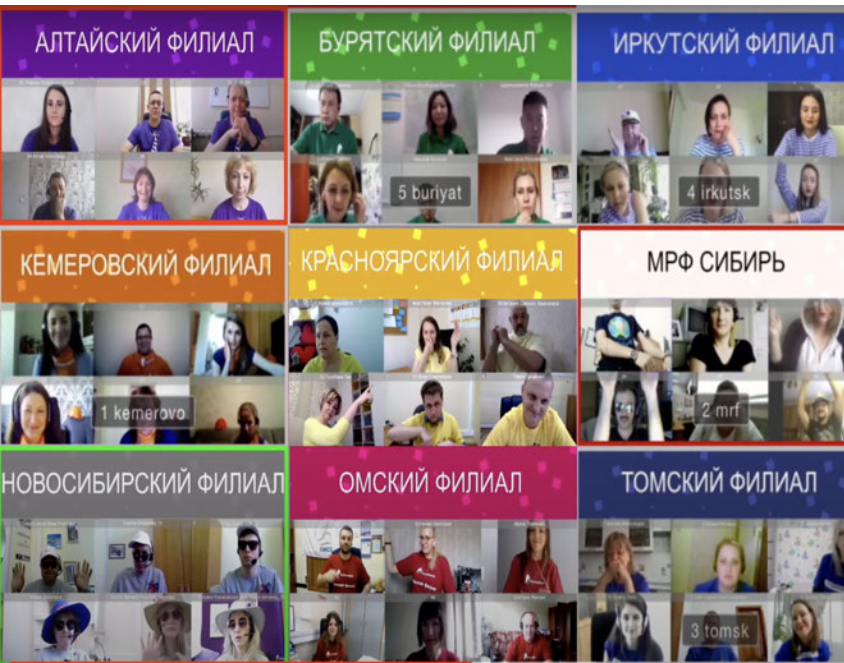 АЛТАЙСКИЙ ФИЛИАЛ
БУРЯТСКИЙ ФИЛИАЛ
ИРКУТСКИЙ ФИЛИАЛ
5 buriyat
4 irkutsk
КЕМЕРОВСКИЙ ФИЛИАЛ
КРАСНОЯРСКИЙ ФИЛИАЛ
МРФ СИБИРЬ
1 kemerovo
2 mrf
НОВОСИБИРСКИЙ ФИЛИАЛ
ОМСКИЙ ФИЛИАЛ
ТОМСКИЙ ФИЛИАЛ
3 tomsk